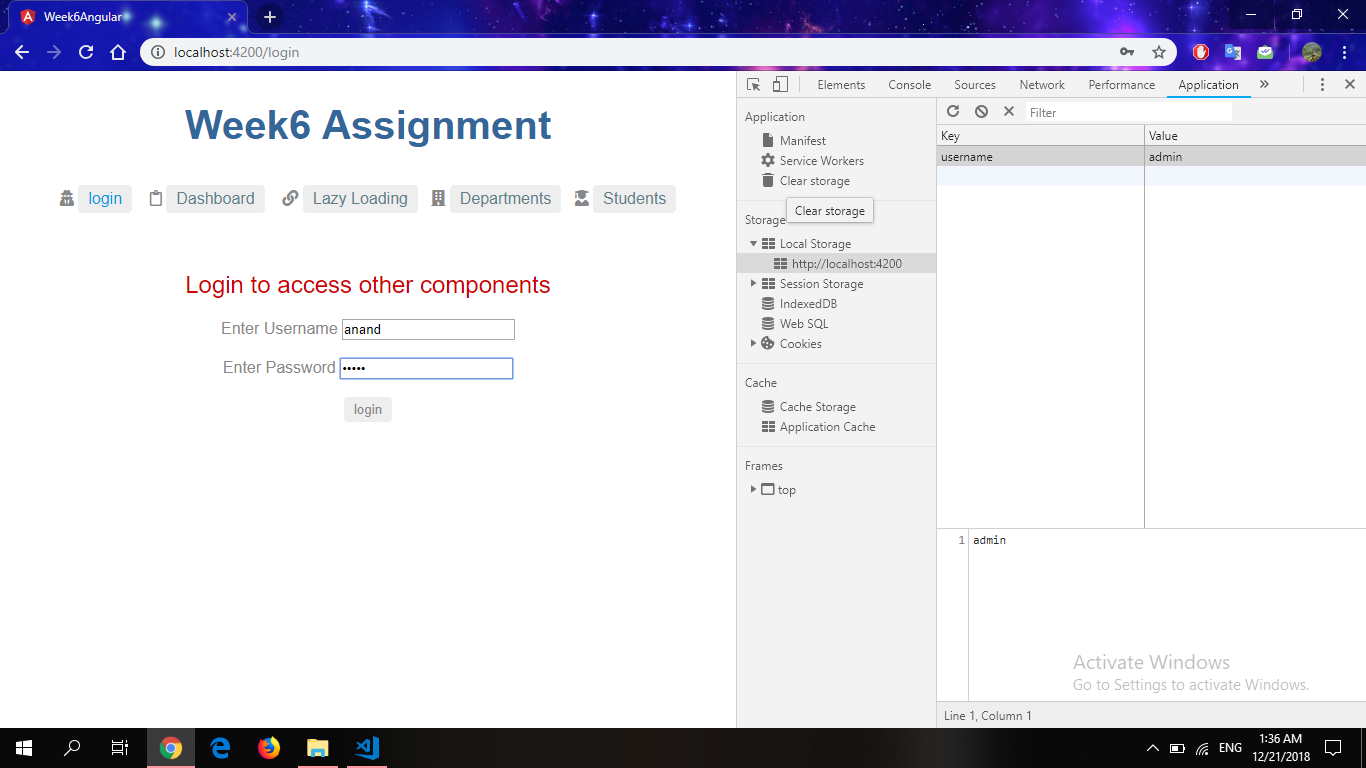 Week6Angular
localhost:4200/login
Week6 Assignment
login Dashboard Lazy Loading Departments Students
Login to access other components
Enter Username anand
Enter Password •••••
login
Elements Console Sources Network Performance Application »
Application
Manifest
Service Workers
Clear storage
Clear storage
Storage
Local Storage
http://localhost:4200
Session Storage
IndexedDB
Web SQL
Cookies
Cache
Cache Storage
Application Cache
Frames
top
Filter
Key Value
username admin
1 admin
Activate Windows
Go to Settings to activate Windows.
Line 1, Column 1
ENG
1:36 AM
12/21/2018